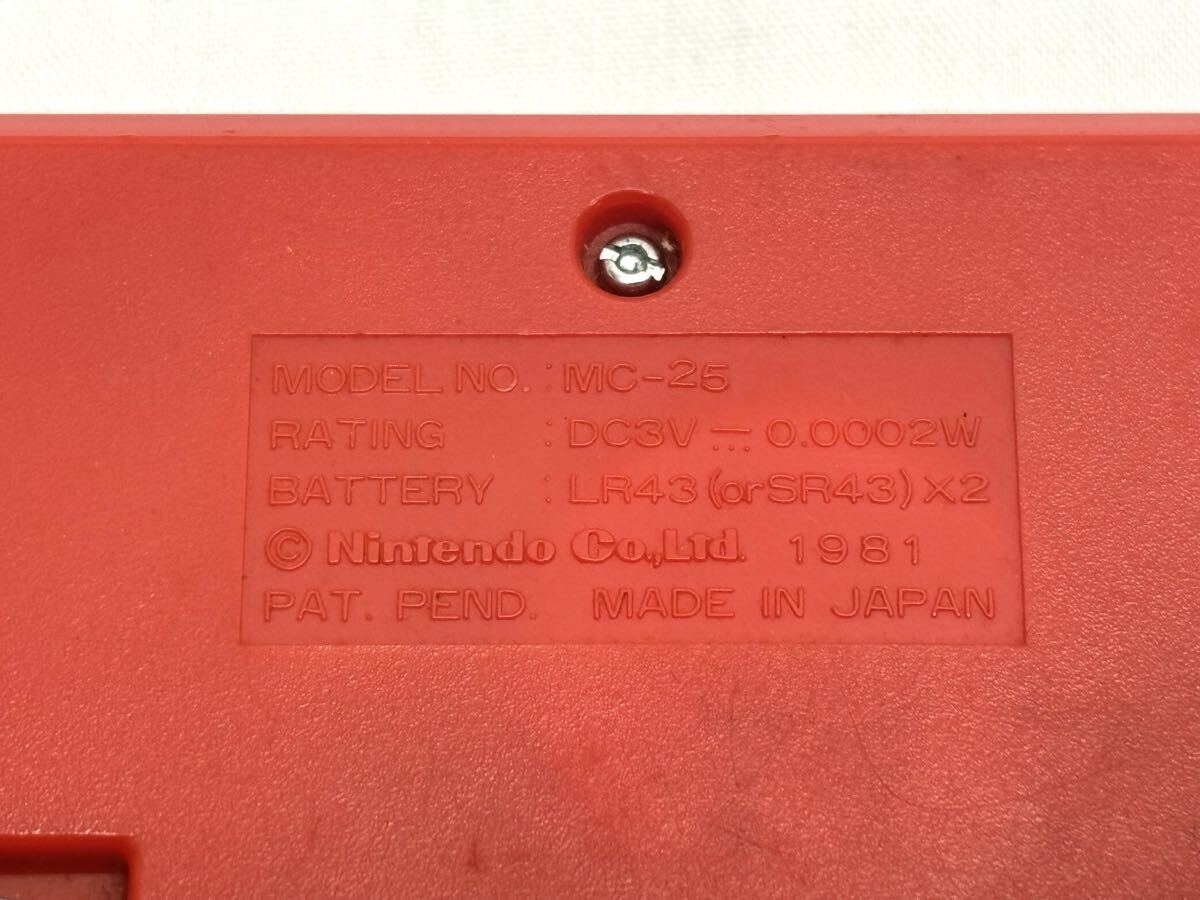 MODEL NO. : MC-25
RATING : DC3V ⎓ 0.0002W
BATTERY : LR43 (or SR43) X2
© Nintendo Co.,Ltd. 1981
PAT. PEND. MADE IN JAPAN